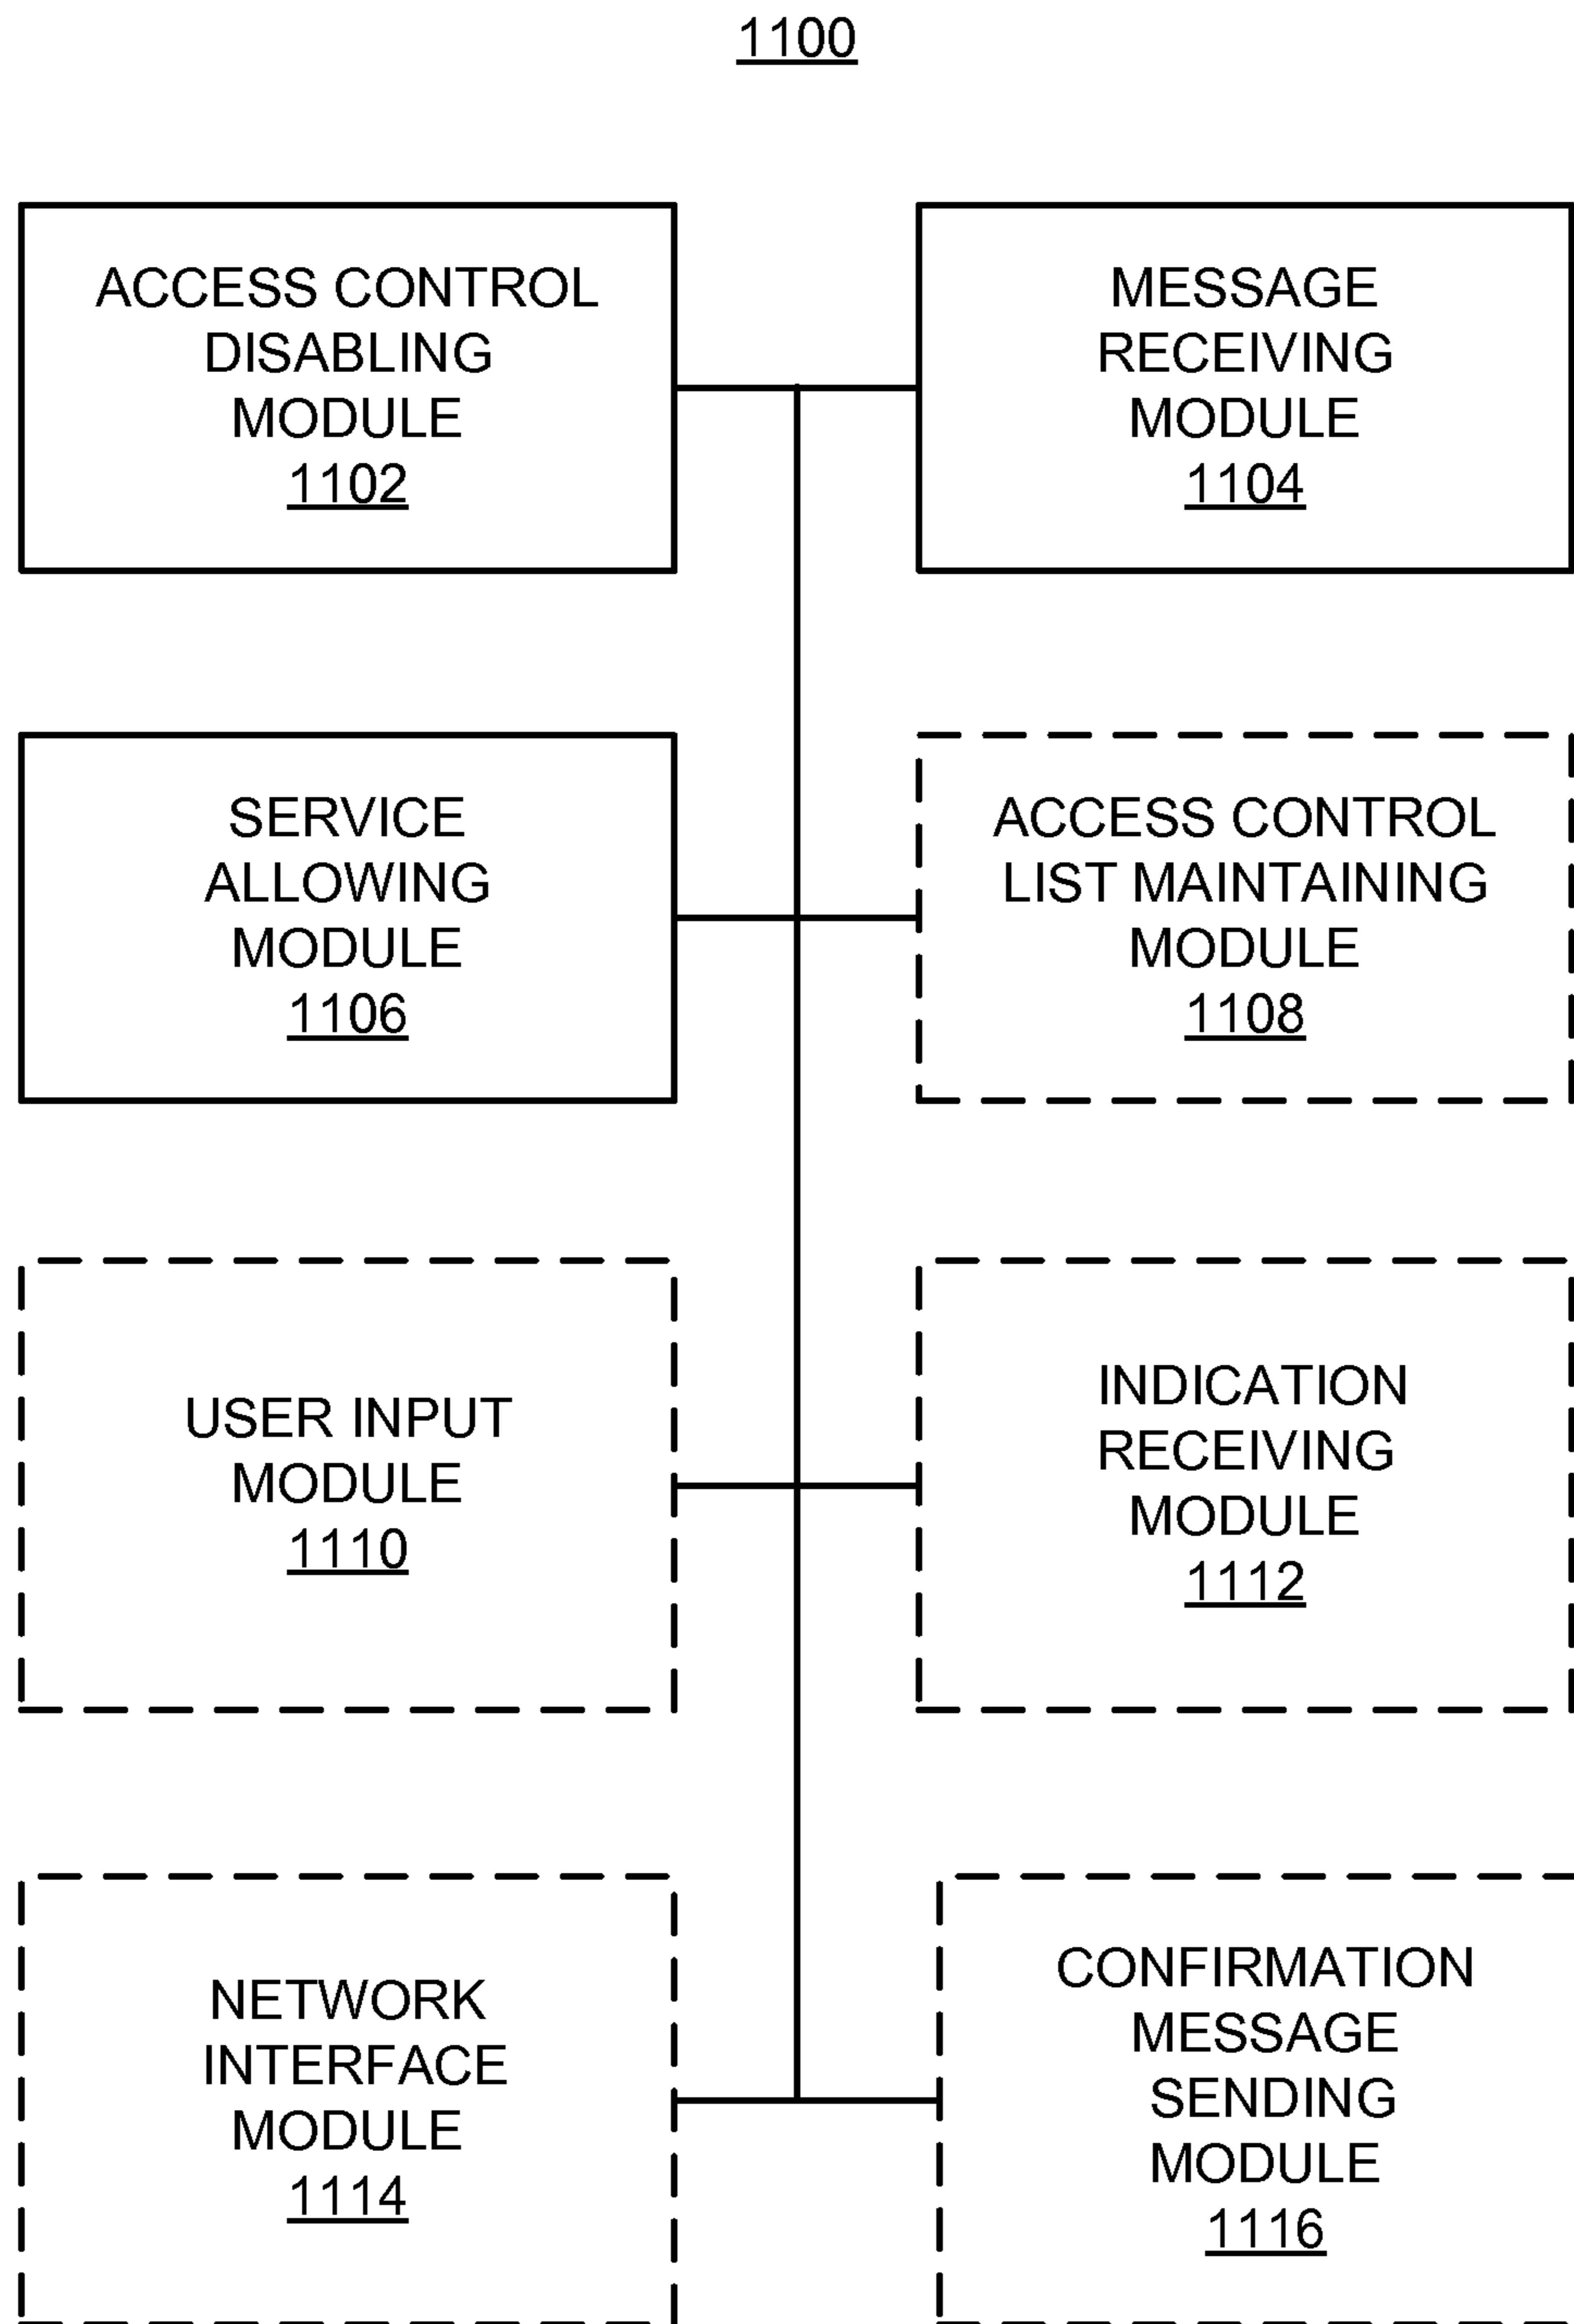 1100
ACCESS CONTROL
DISABLING
MODULE
1102
MESSAGE
RECEIVING
MODULE
1104
SERVICE
ALLOWING
MODULE
1106
ACCESS CONTROL
LIST MAINTAINING
MODULE
1108
USER INPUT
MODULE
1110
INDICATION
RECEIVING
MODULE
1112
NETWORK
INTERFACE
MODULE
1114
CONFIRMATION
MESSAGE
SENDING
MODULE
1116